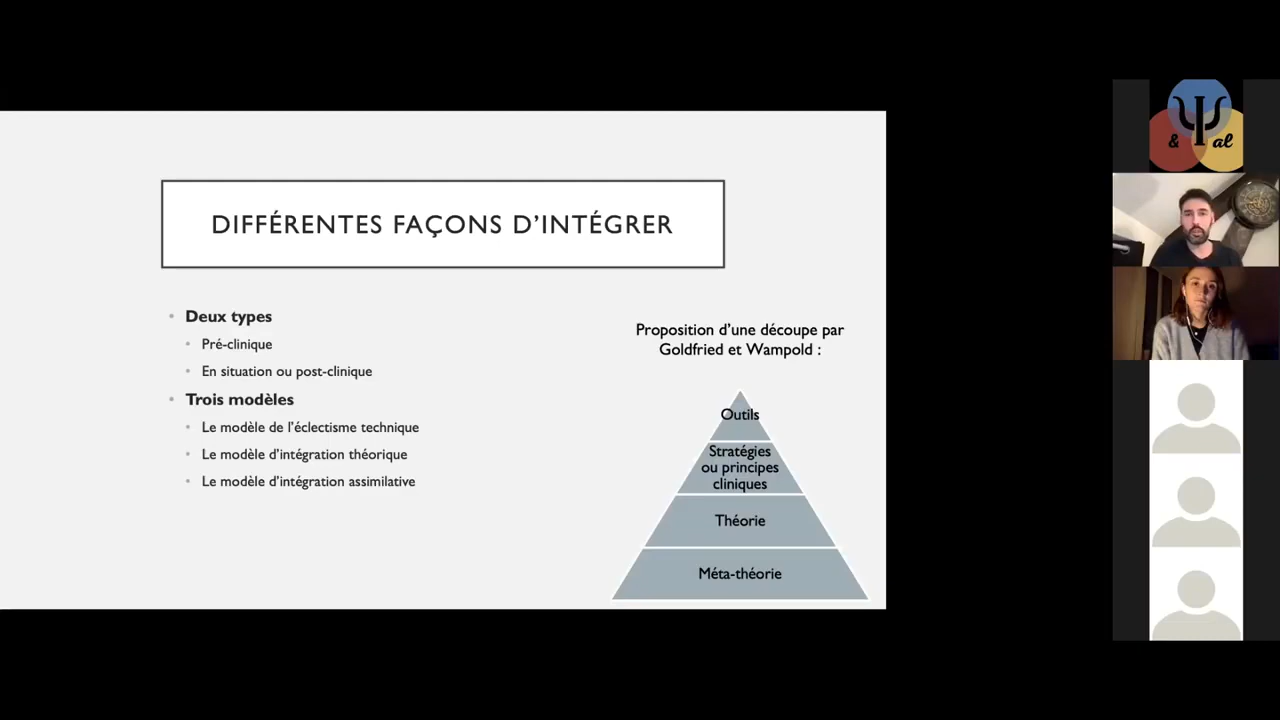 DIFFÉRENTES FAÇONS D’INTÉGRER
Deux types
Pré-clinique
En situation ou post-clinique
Trois modèles
Le modèle de l’éclectisme technique
Le modèle d’intégration théorique
Le modèle d’intégration assimilative
Proposition d’une découpe par
Goldfried et Wampold :
Outils
Stratégies
ou principes
cliniques
Théorie
Méta-théorie
Ψ
& al